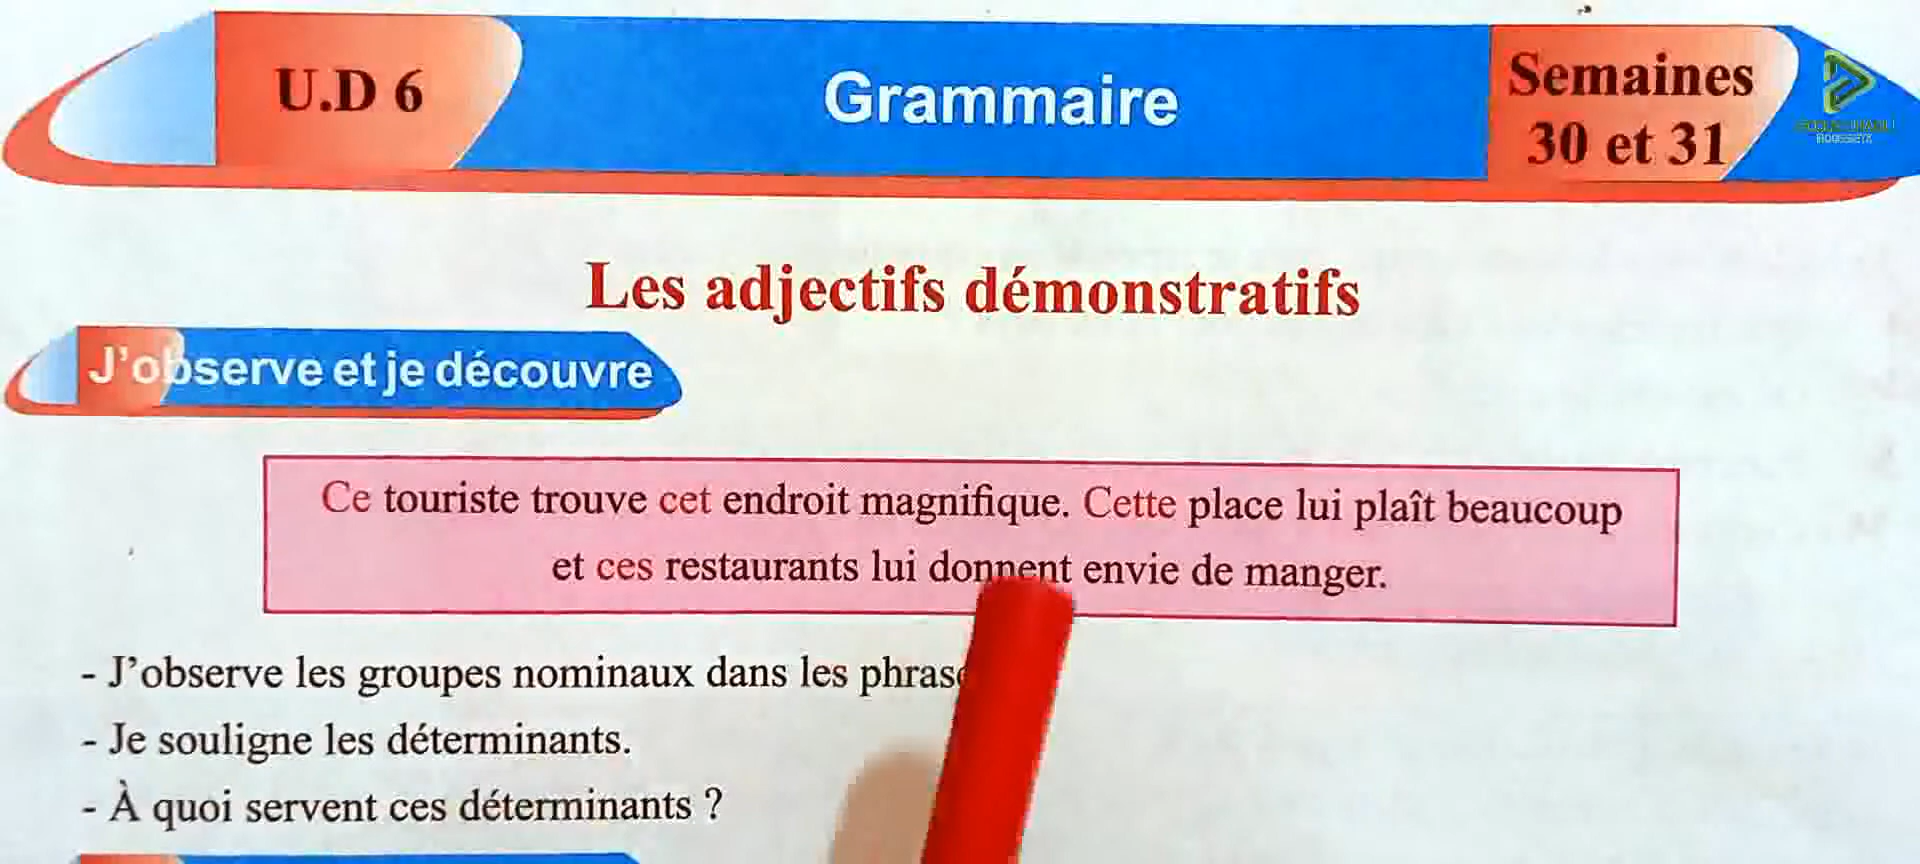 U.D 6
Grammaire
Semaines
30 et 31
Les adjectifs démonstratifs
J'observe et je découvre
Ce touriste trouve cet endroit magnifique. Cette place lui plaît beaucoup
et ces restaurants lui donnent envie de manger.
- J'observe les groupes nominaux dans les
- Je souligne les déterminants.
- À quoi servent ces déterminants ?